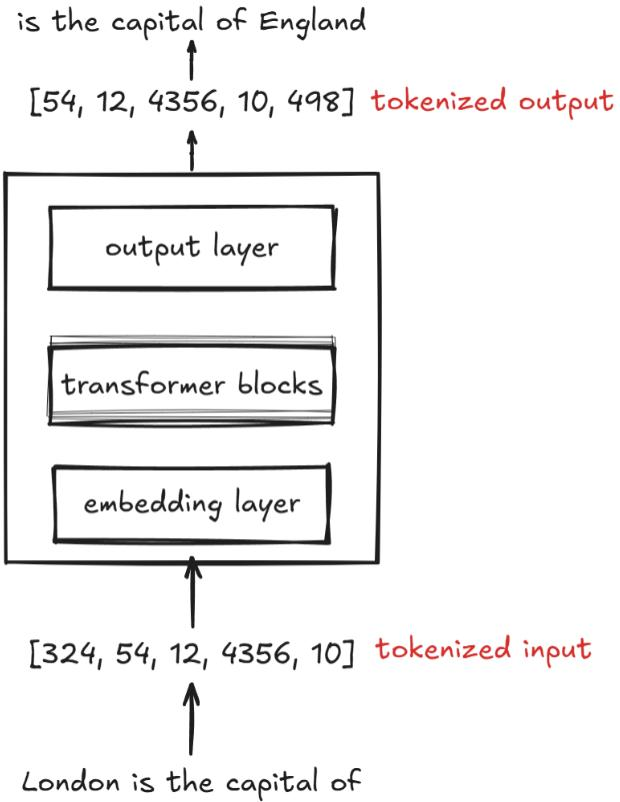 is the capital of England
[54, 12, 4356, 10, 498] tokenized output
output layer
transformer blocks
embedding layer
[324, 54, 12, 4356, 10] tokenized input
London is the capital of